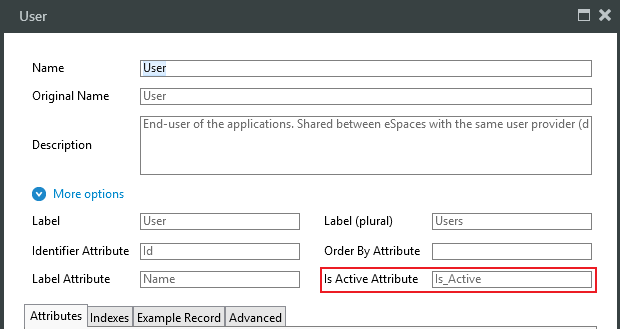 User
Name User
Original Name User
Description End-user of the applications. Shared between eSpaces with the same user provider (d
More options
Label User Label (plural) Users
Identifier Attribute Id Order By Attribute
Label Attribute Name Is Active Attribute Is_Active
Attributes Indexes Example Record Advanced